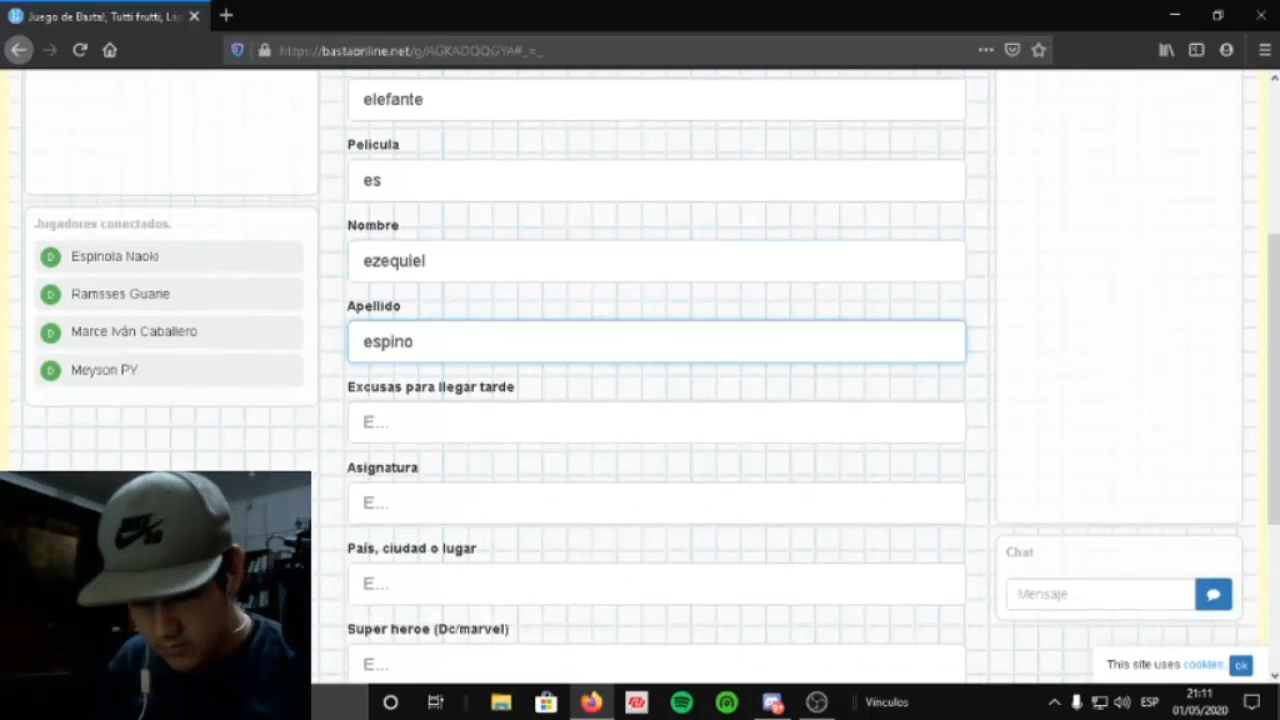 Juego de Basta!, Tutti frutti, Lap
https://bastaonline.net/g/AGKADQQGYA#_=_
elefante
Pelicula
es
Nombre
ezequiel
Apellido
espino
Excusas para llegar tarde
E...
Asignatura
E...
País, ciudad o lugar
E...
Super heroe (Dc/marvel)
E...
Jugadores conectados.
D Espinola Naoki
D Ramsses Guane
D Marce Iván Caballero
D Meyson PY
Chat
Mensaje ...
This site uses cookies. ok
Vínculos
ESP
21:11
01/05/2020